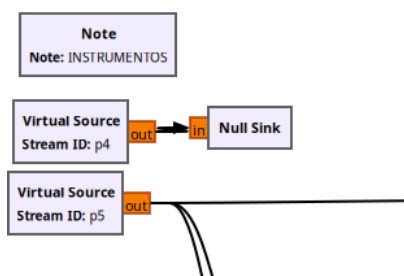 Note
Note: INSTRUMENTOS
Virtual Source
Stream ID: p4
out
in
Null Sink
Virtual Source
Stream ID: p5
out